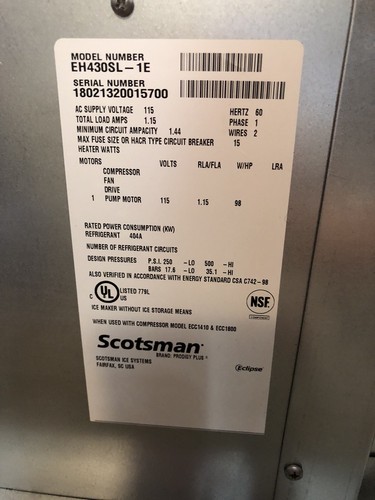 MODEL NUMBER
EH430SL-1E
SERIAL NUMBER
18021320015700
AC SUPPLY VOLTAGE 115 HERTZ 60
TOTAL LOAD AMPS 1.15 PHASE 1
MINIMUM CIRCUIT AMPACITY 1.44 WIRES 2
MAX FUSE SIZE OR HACR TYPE CIRCUIT BREAKER 15
HEATER WATTS
MOTORS VOLTS RLA/FLA W/HP LRA
COMPRESSOR
FAN
DRIVE
1 PUMP MOTOR 115 1.15 98
RATED POWER CONSUMPTION (KW)
REFRIGERANT 404A
NUMBER OF REFRIGERANT CIRCUITS
DESIGN PRESSURES P.S.I. 250 -LO 500 -HI
BARS 17.6 -LO 35.1 -HI
ALSO VERIFIED IN ACCORDANCE WITH ENERGY STANDARD CSA C742-98
C UL US LISTED 779L
NSF
ICE MAKER WITHOUT ICE STORAGE MEANS
WHEN USED WITH COMPRESSOR MODEL ECC1410 & ECC1800
Scotsman
BRAND: PRODIGY PLUS ®
SCOTSMAN ICE SYSTEMS
FAIRFAX, SC USA
Eclipse